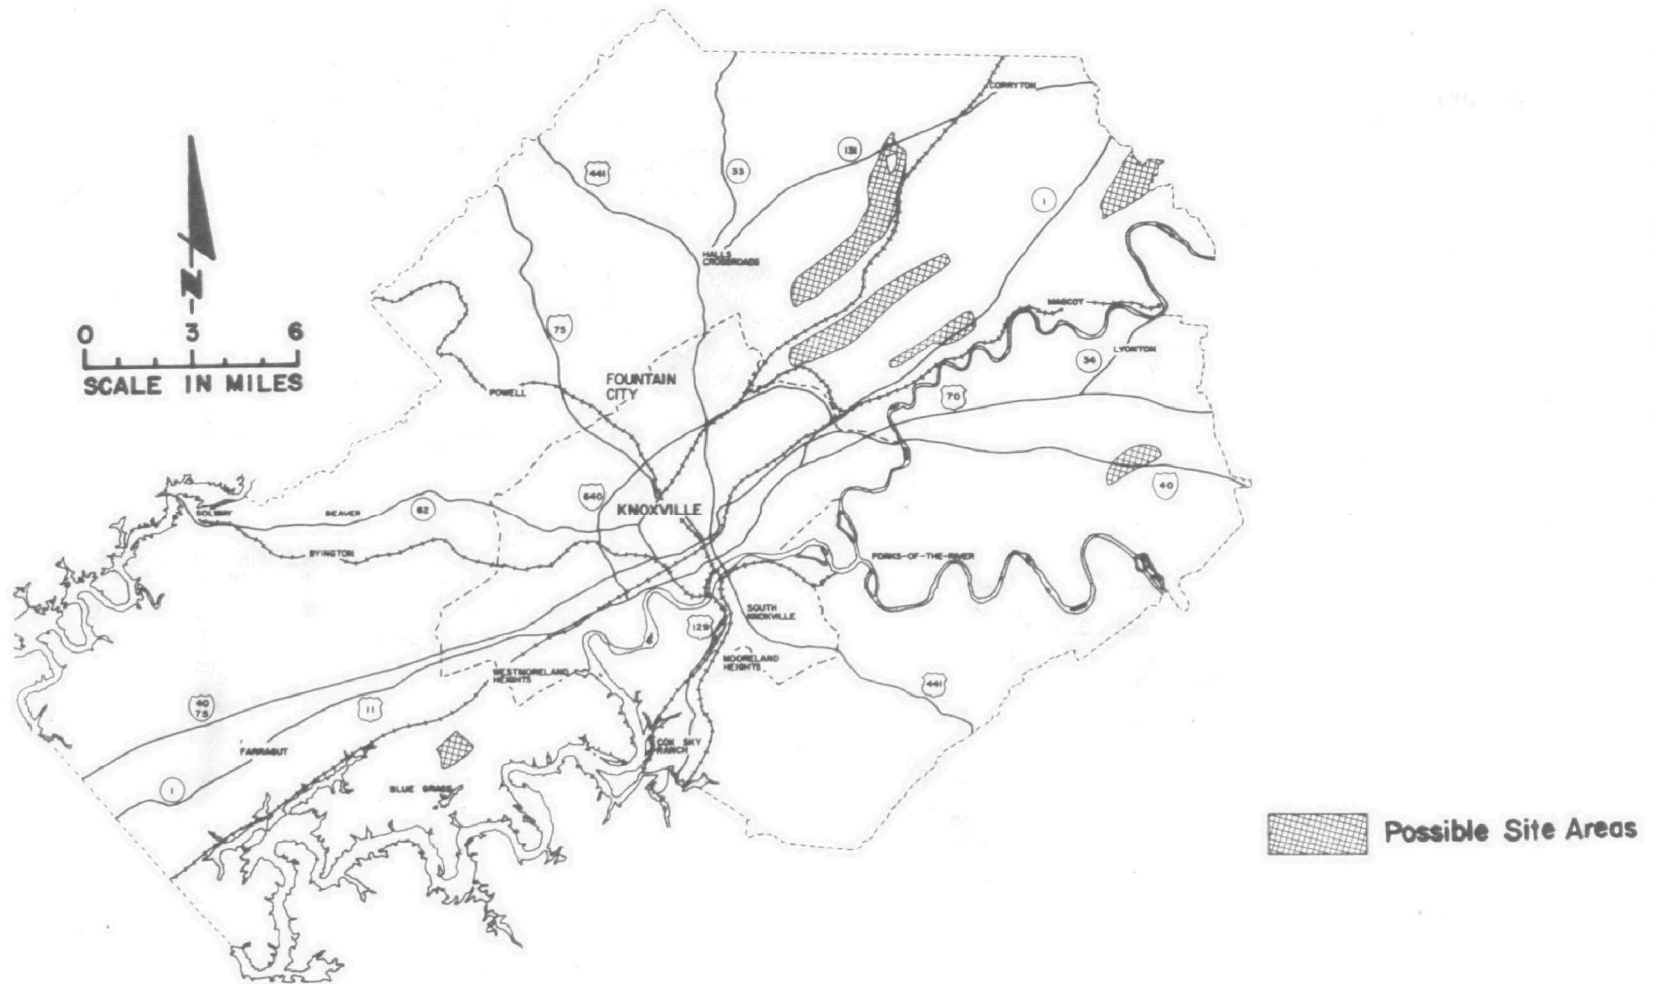 CORRYTON
131
441
33
1
HALLS
CROSSROADS
N
0 3 6
SCALE IN MILES
MASCOT
75
36
LYONTON
FOUNTAIN
CITY
POWELL
70
640
40
KNOXVILLE
SOLWAY
BEAVER
62
BYINGTON
FORKS-OF-THE-RIVER
SOUTH
KNOXVILLE
129
MOORELAND
HEIGHTS
WESTMORELAND
HEIGHTS
441
40
75
11
FARRAGUT
COX SKY
RANCH
1
BLUE GRASS
Possible Site Areas